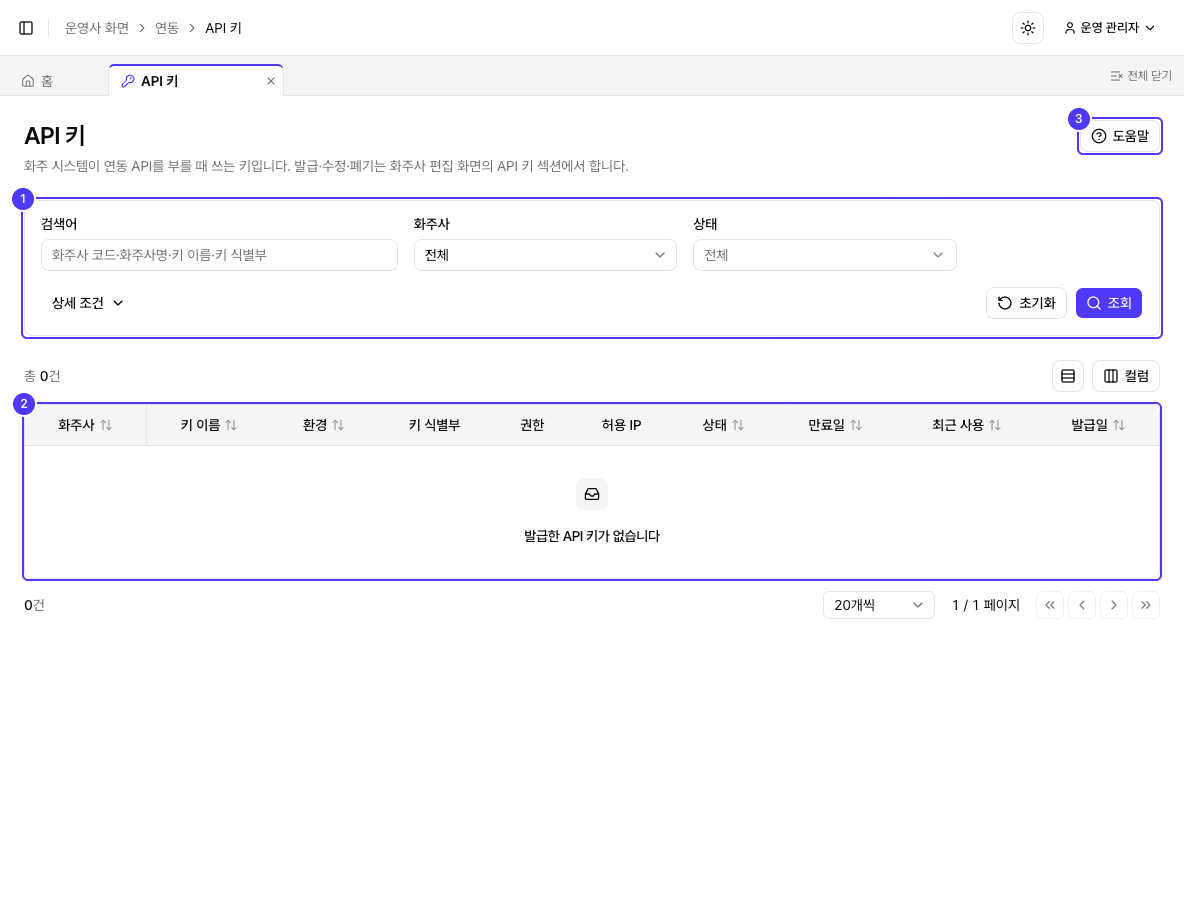 운영사 화면 > 연동 > API 키
운영 관리자
홈
API 키
전체 닫기
API 키
화주 시스템이 연동 API를 부를 때 쓰는 키입니다. 발급·수정·폐기는 화주사 편집 화면의 API 키 섹션에서 합니다.
3
도움말
1
검색어 화주사 상태
화주사 코드·화주사명·키 이름·키 식별부 전체 전체
상세 조건 초기화 조회
총 0건 컬럼
2
화주사 키 이름 환경 키 식별부 권한 허용 IP 상태 만료일 최근 사용 발급일
발급한 API 키가 없습니다
0건 20개씩 1 / 1 페이지